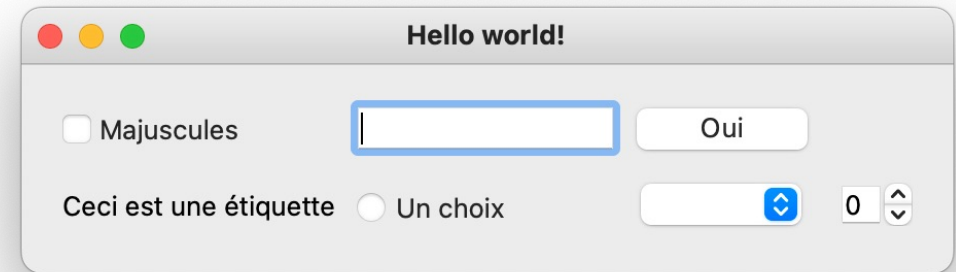 Hello world!
Majuscules
Oui
Ceci est une étiquette
Un choix
0